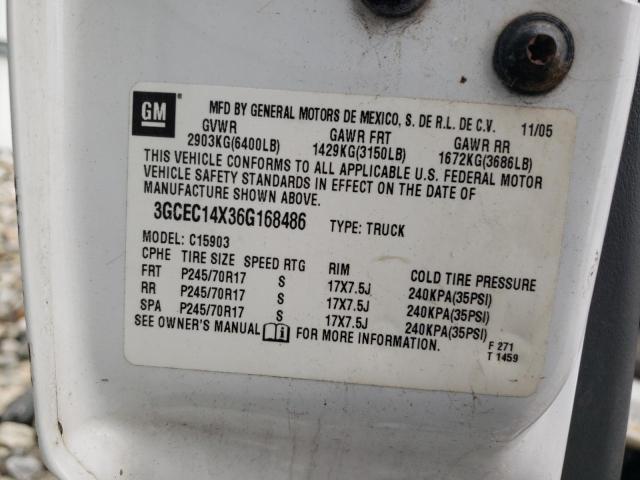 GM
MFD BY GENERAL MOTORS DE MEXICO, S. DE R.L. DE C.V. 11/05
GVWR GAWR FRT GAWR RR
2903KG(6400LB) 1429KG(3150LB) 1672KG(3686LB)
THIS VEHICLE CONFORMS TO ALL APPLICABLE U.S. FEDERAL MOTOR
VEHICLE SAFETY STANDARDS IN EFFECT ON THE DATE OF
MANUFACTURE SHOWN ABOVE.
3GCEC14X36G168486 TYPE: TRUCK
MODEL: C15903
CPHE TIRE SIZE SPEED RTG RIM COLD TIRE PRESSURE
FRT P245/70R17 S 17X7.5J 240KPA(35PSI)
RR P245/70R17 S 17X7.5J 240KPA(35PSI)
SPA P245/70R17 S 17X7.5J 240KPA(35PSI)
SEE OWNER'S MANUAL FOR MORE INFORMATION.
F 271
T 1459